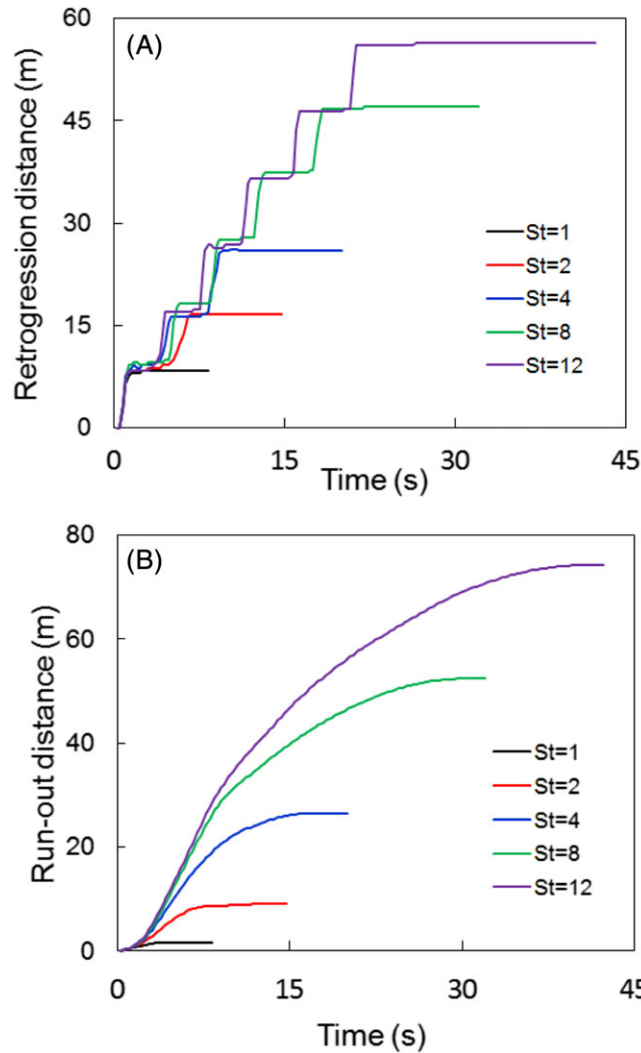 (A)
Retrogression distance (m)
60
45
30
15
0
St=1
St=2
St=4
St=8
St=12
0 15 30 45
Time (s)
(B)
Run-out distance (m)
80
60
40
20
0
St=1
St=2
St=4
St=8
St=12
0 15 30 45
Time (s)